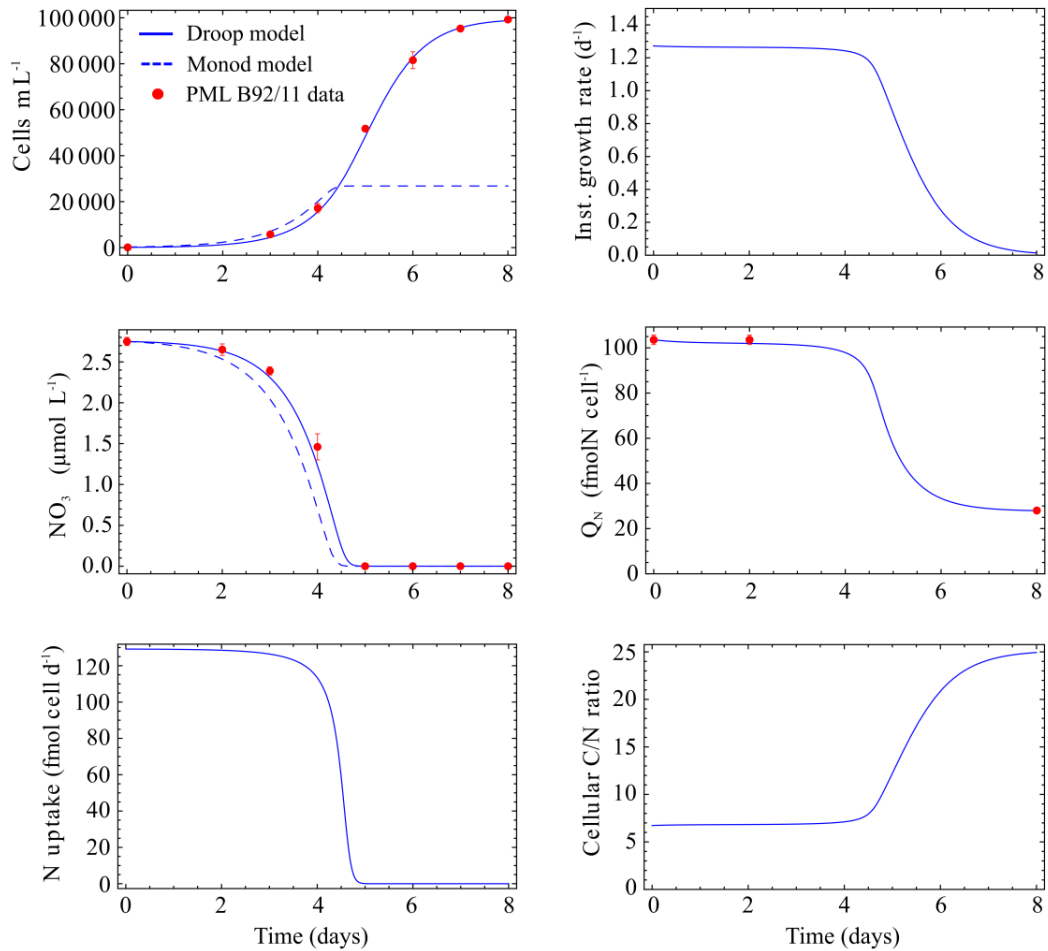 Cells mL⁻¹
100 000
80 000
60 000
40 000
20 000
0
Droop model
Monod model
PML B92/11 data
0 2 4 6 8
Inst. growth rate (d⁻¹)
1.4
1.2
1.0
0.8
0.6
0.4
0.2
0.0
0 2 4 6 8
NO₃ (μmol L⁻¹)
2.5
2.0
1.5
1.0
0.5
0.0
0 2 4 6 8
Q_N (fmolN cell⁻¹)
100
80
60
40
20
0
0 2 4 6 8
N uptake (fmol cell d⁻¹)
120
100
80
60
40
20
0
0 2 4 6 8
Time (days)
Cellular C/N ratio
25
20
15
10
5
0
0 2 4 6 8
Time (days)